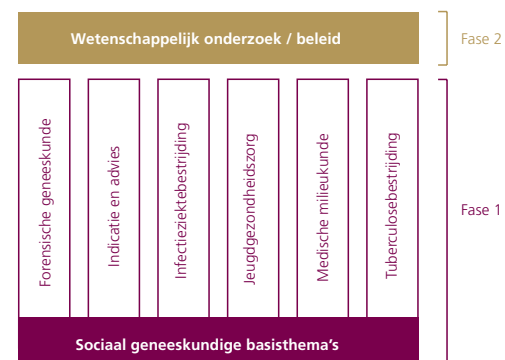 Wetenschappelijk onderzoek / beleid
Fase 2
Forensische geneeskunde
Indicatie en advies
Infectieziektebestrijding
Jeugdgezondheidszorg
Medische milieukunde
Tuberculosebestrijding
Fase 1
Sociaal geneeskundige basisthema's